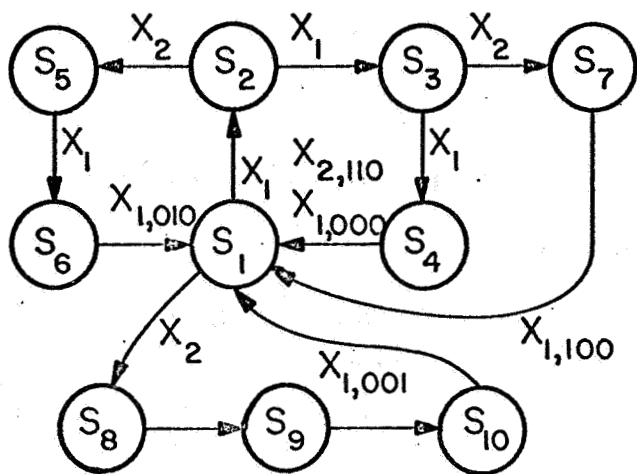 X₂ X₁ X₂
S₅ S₂ S₃ S₇
X₁ X₁ X₂,₁₁₀ X₁
X₁,₀₁₀ X₁,₀₀₀
S₆ S₁ S₄
X₂ X₁,₀₀₁ X₁,₁₀₀
S₈ S₉ S₁₀